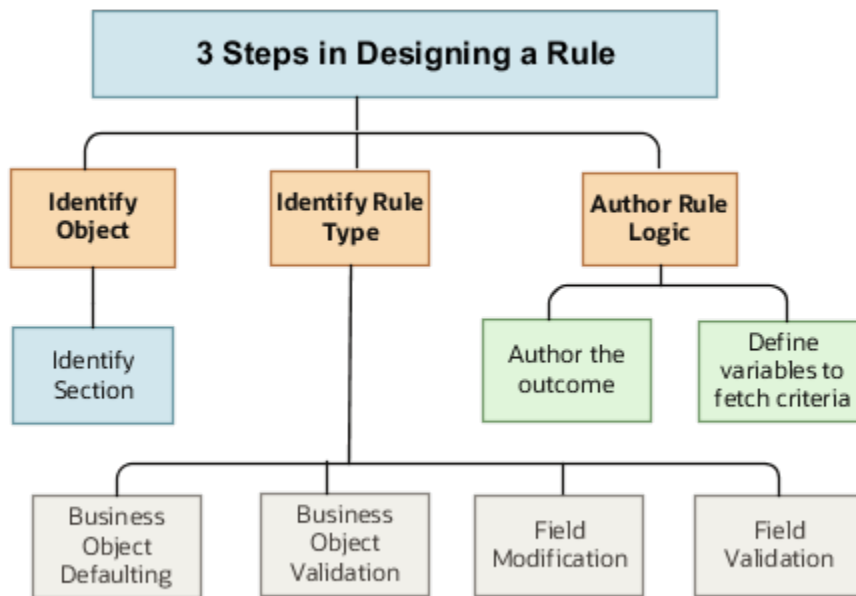 3 Steps in Designing a Rule
Identify
Object
Identify Rule
Type
Author Rule
Logic
Identify
Section
Author the
outcome
Define
variables to
fetch criteria
Business
Object
Defaulting
Business
Object
Validation
Field
Modification
Field
Validation